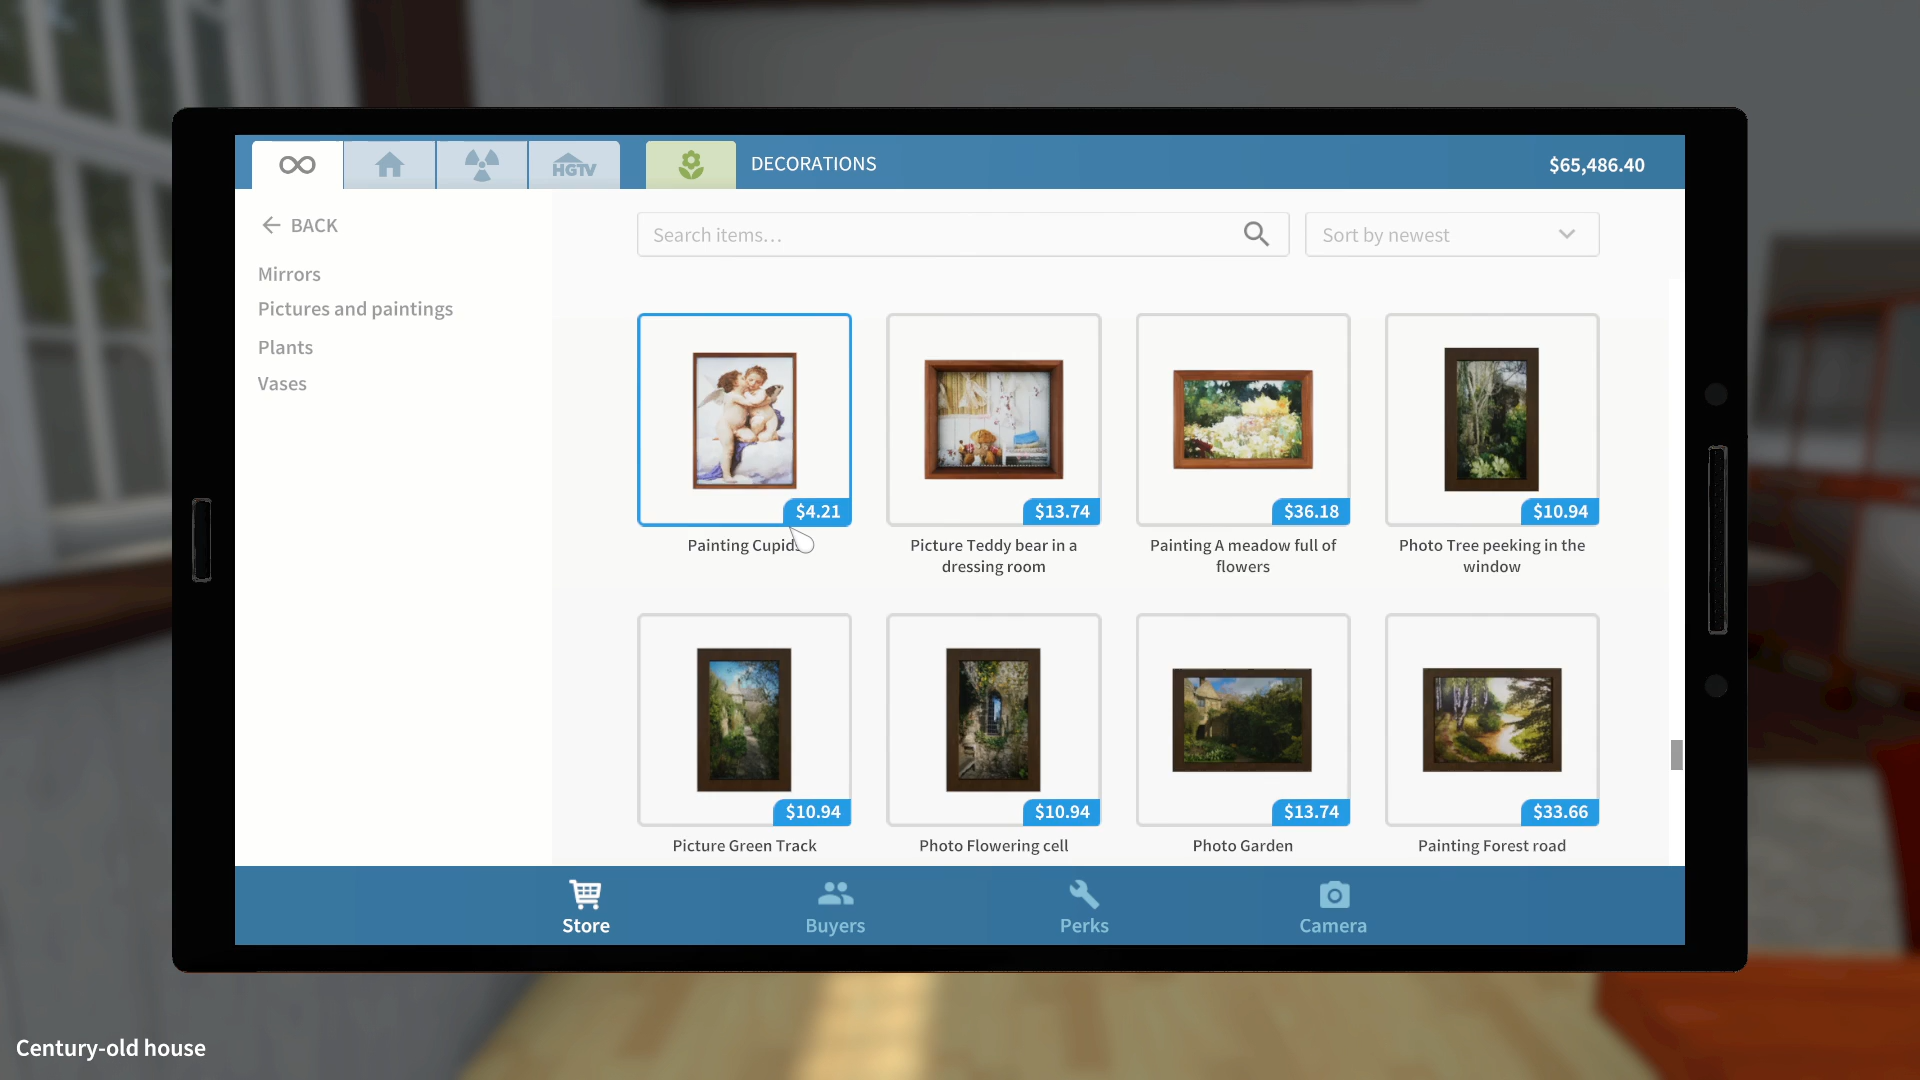 HGTV
DECORATIONS
$65,486.40
BACK
Search items...
Sort by newest
Mirrors
Pictures and paintings
Plants
Vases
$4.21
$13.74
$36.18
$10.94
Painting Cupids
Picture Teddy bear in a
dressing room
Painting A meadow full of
flowers
Photo Tree peeking in the
window
$10.94
$10.94
$13.74
$33.66
Picture Green Track
Photo Flowering cell
Photo Garden
Painting Forest road
Store
Buyers
Perks
Camera
Century-old house